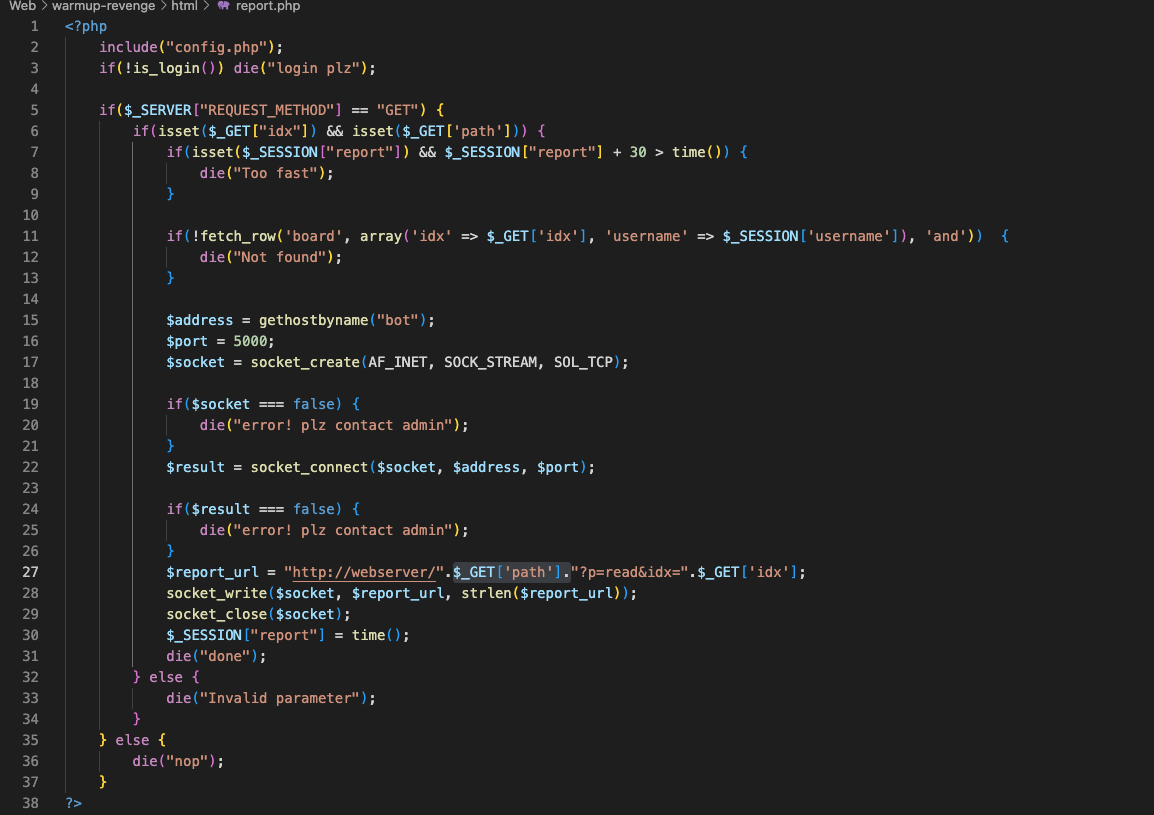 Web > warmup-revenge > html > report.php
1 <?php
2 include("config.php");
3 if(!is_login()) die("login plz");
4
5 if($_SERVER["REQUEST_METHOD"] == "GET") {
6 if(isset($_GET["idx"]) && isset($_GET['path'])) {
7 if(isset($_SESSION["report"]) && $_SESSION["report"] + 30 > time()) {
8 die("Too fast");
9 }
10
11 if(!fetch_row('board', array('idx' => $_GET['idx'], 'username' => $_SESSION['username']), 'and'))  {
12 die("Not found");
13 }
14
15 $address = gethostbyname("bot");
16 $port = 5000;
17 $socket = socket_create(AF_INET, SOCK_STREAM, SOL_TCP);
18
19 if($socket === false) {
20 die("error! plz contact admin");
21 }
22 $result = socket_connect($socket, $address, $port);
23
24 if($result === false) {
25 die("error! plz contact admin");
26 }
27 $report_url = "http://webserver/".$_GET['path']."?p=read&idx=".$_GET['idx'];
28 socket_write($socket, $report_url, strlen($report_url));
29 socket_close($socket);
30 $_SESSION["report"] = time();
31 die("done");
32 } else {
33 die("Invalid parameter");
34 }
35 } else {
36 die("nop");
37 }
38 ?>